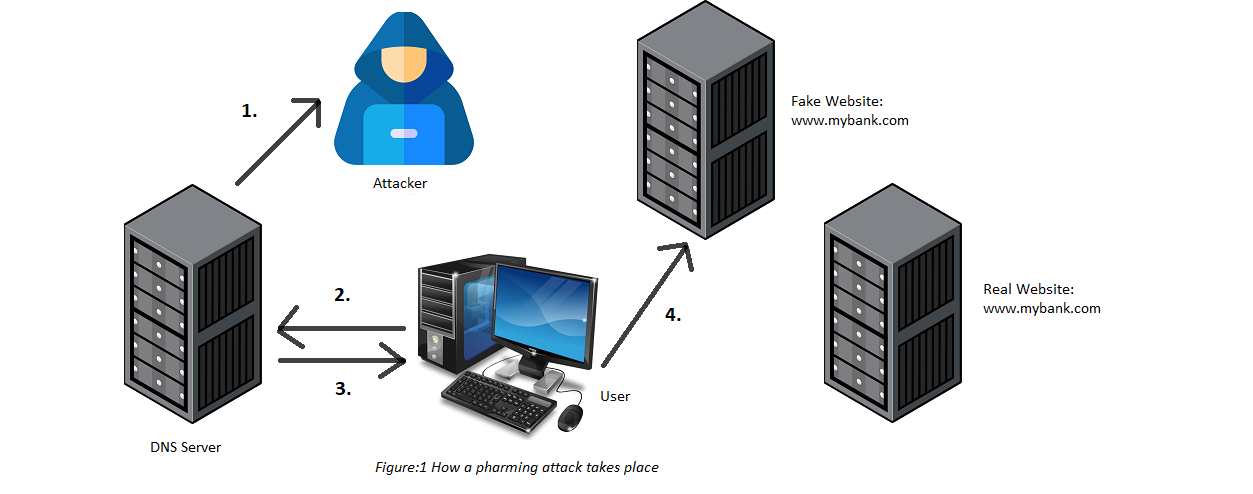 1.
Attacker
Fake Website:
www.mybank.com
2.
3.
4.
Real Website:
www.mybank.com
User
DNS Server
Figure:1 How a pharming attack takes place